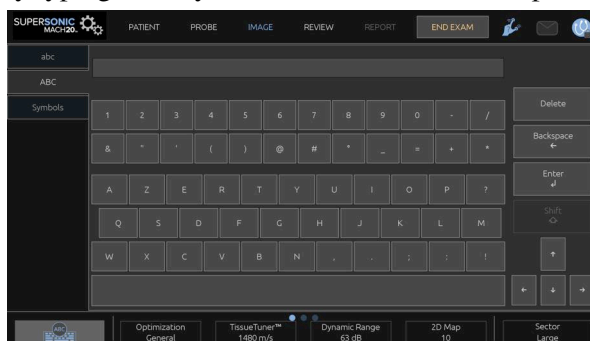 SUPERSONIC MACH20 PATIENT PROBE IMAGE REVIEW REPORT END EXAM
abc
ABC
Symbols
1 2 3 4 5 6 7 8 9 0 - / Delete
& " ' ( ) @ # * _ = + * Backspace
A Z E R T Y U I O P ? Enter
Q S D F G H J K L M Shift
W X C V B N , . ; : !
ABC
Optimization TissueTuner™ Dynamic Range 2D Map Sector
General 1480 m/s 63 dB 10 Large